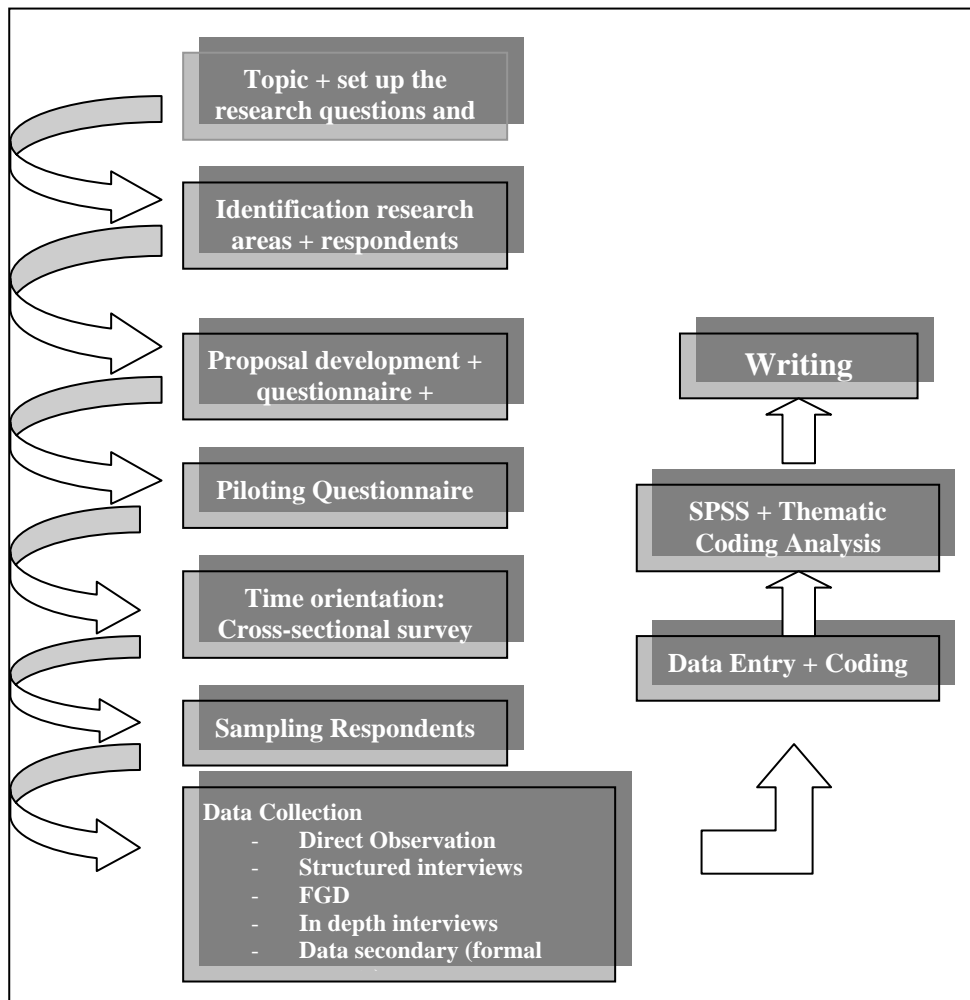 Topic + set up the
research questions and
Identification research
areas + respondents
Proposal development +
questionnaire +
Piloting Questionnaire
Time orientation:
Cross-sectional survey
Sampling Respondents
Data Collection
- Direct Observation
- Structured interviews
- FGD
- In depth interviews
- Data secondary (formal
Writing
SPSS + Thematic
Coding Analysis
Data Entry + Coding